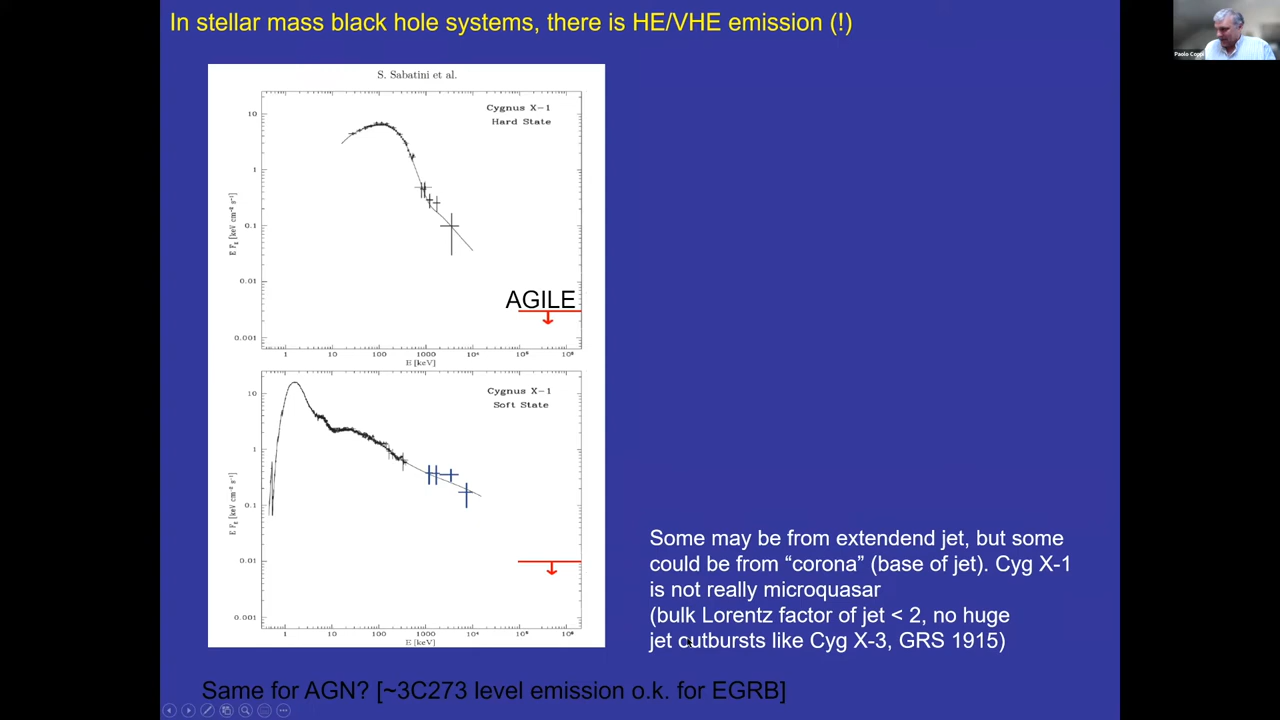 In stellar mass black hole systems, there is HE/VHE emission (!)
Paolo Coppi
S. Sabatini et al.
Cygnus X-1
Hard State
10
1
0.1
0.01
0.001
E F_E [keV cm⁻² s⁻¹]
AGILE
1 10 100 1000 10⁴ 10⁵ 10⁶
E [keV]
Cygnus X-1
Soft State
10
1
0.1
0.01
0.001
E F_E [keV cm⁻² s⁻¹]
1 10 100 1000 10⁴ 10⁵ 10⁶
E [keV]
Some may be from extendend jet, but some
could be from “corona” (base of jet). Cyg X-1
is not really microquasar
(bulk Lorentz factor of jet < 2, no huge
jet outbursts like Cyg X-3, GRS 1915)
Same for AGN? [~3C273 level emission o.k. for EGRB]